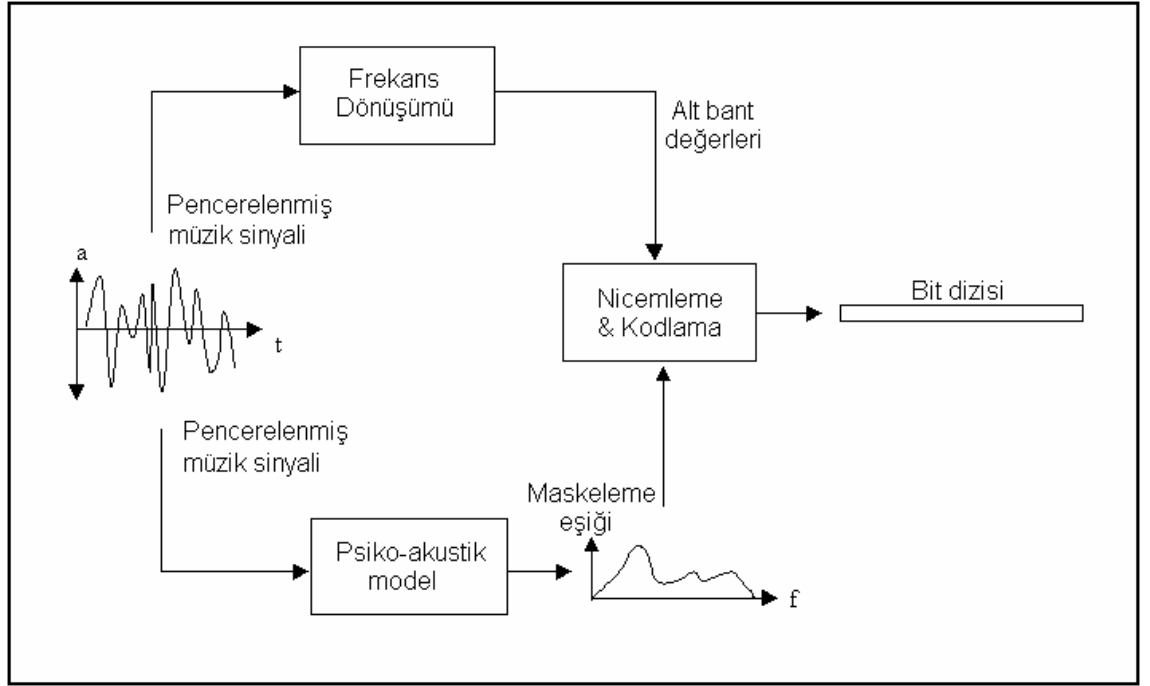 Frekans
Dönüşümü
Alt bant
değerleri
Pencerelenmiş
müzik sinyali
a
t
Nicemleme
& Kodlama
Bit dizisi
Pencerelenmiş
müzik sinyali
Maskeleme
eşiği
Psiko-akustik
model
f